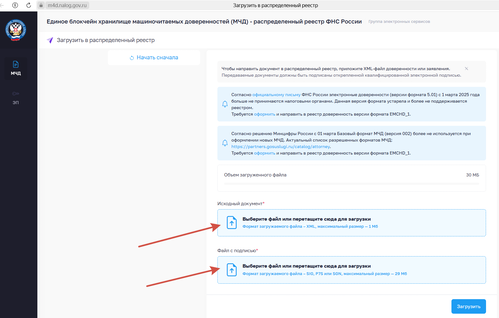 m4d.nalog.gov.ru
Загрузить в распределенный реестр
Единое блокчейн хранилище машиночитаемых доверенностей (МЧД) - распределенный реестр ФНС России
Группа электронных сервисов
Загрузить в распределенный реестр
МЧД
ЭП
Начать сначала
Чтобы направить документ в распределенный реестр, приложите XML-файл доверенности или заявления.
Передаваемые документы должны быть подписаны открепленной квалифицированной электронной подписью.
Согласно официальному письму ФНС России электронные доверенности (версии формата 5.01) с 1 марта 2025 года
больше не принимаются налоговыми органами. Данная версия формата устарела и более не поддерживается
реестром.
Требуется оформить и направить в реестр доверенность версии формата EMCHD_1.
Согласно решению Минцифры России с 01 марта Базовый формат МЧД (версия 002) более не используется при
оформлении новых МЧД. Актуальный список разрешенных форматов МЧД:
https://partners.gosuslugi.ru/catalog/attorney.
Требуется оформить и направить в реестр доверенность версии формата EMCHD_1.
Объем загруженного файла
30 МБ
Исходный документ*
Выберите файл или перетащите сюда для загрузки
Формат загружаемого файла – XML, максимальный размер – 1 Мб
Файл с подписью*
Выберите файл или перетащите сюда для загрузки
Формат загружаемого файла – SIG, P7S или SGN, максимальный размер – 29 Мб
Загрузить